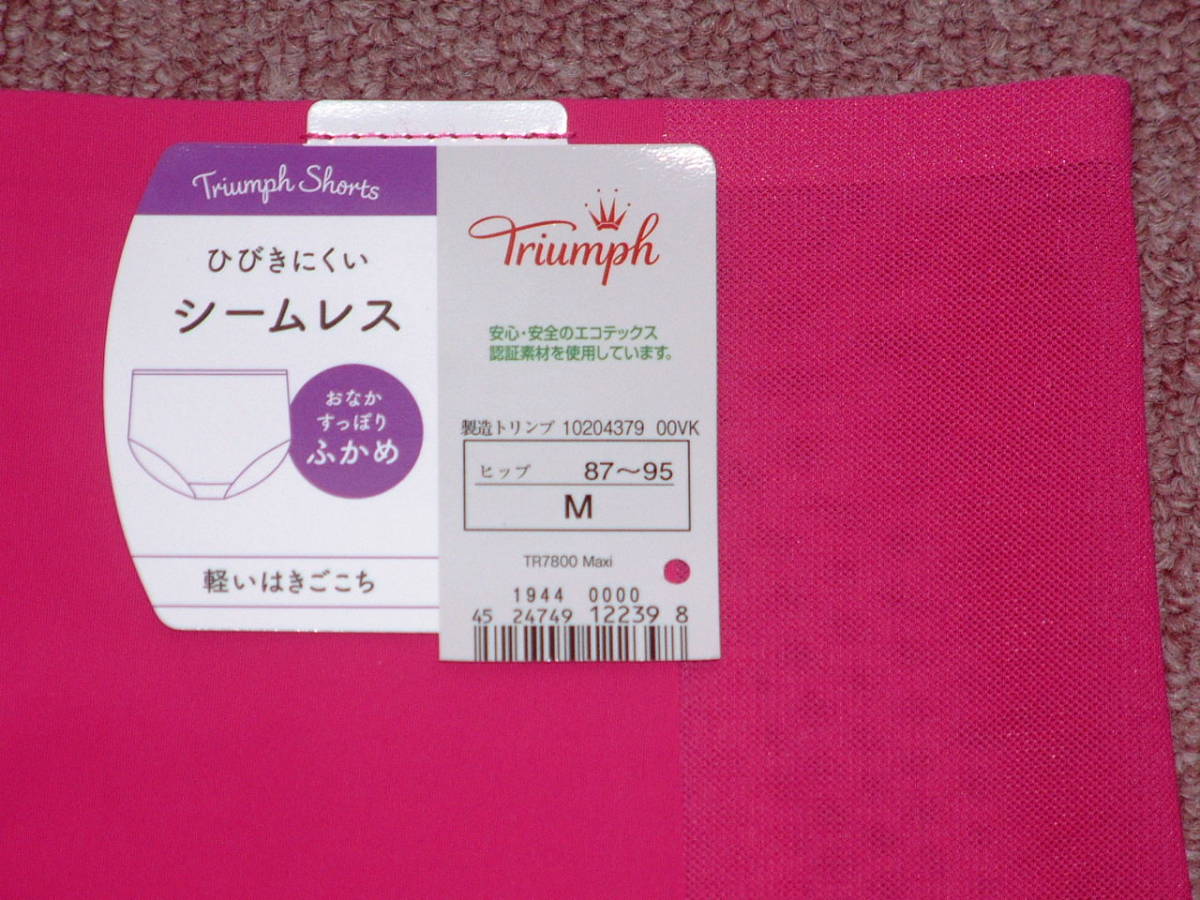 Triumph Shorts
ひびきにくい
シームレス
おなか
すっぽり
ふかめ
軽いはきごこち
Triumph
安心・安全のエコテックス
認証素材を使用しています。
製造トリンプ 10204379 00VK
ヒップ 87～95
M
TR7800 Maxi
1944 0000
45 24749 12239 8